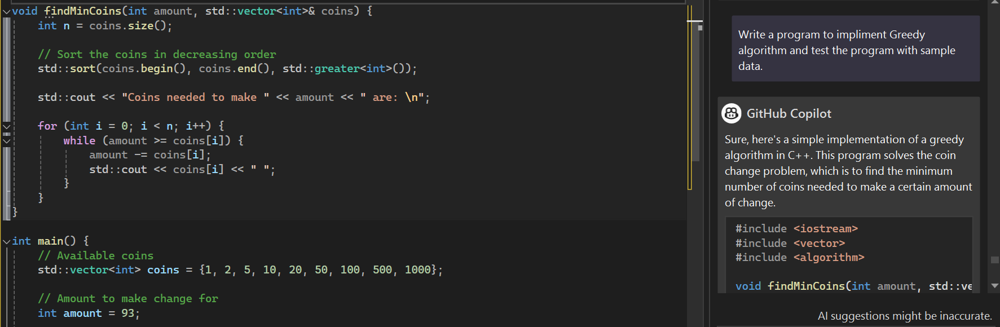 void findMinCoins(int amount, std::vector<int>& coins) {
int n = coins.size();
// Sort the coins in decreasing order
std::sort(coins.begin(), coins.end(), std::greater<int>());
std::cout << "Coins needed to make " << amount << " are: \n";
for (int i = 0; i < n; i++) {
while (amount >= coins[i]) {
amount -= coins[i];
std::cout << coins[i] << " ";
}
}
}
int main() {
// Available coins
std::vector<int> coins = {1, 2, 5, 10, 20, 50, 100, 500, 1000};
// Amount to make change for
int amount = 93;
Write a program to impliment Greedy
algorithm and test the program with sample
data.
GitHub Copilot
Sure, here's a simple implementation of a greedy
algorithm in C++. This program solves the coin
change problem, which is to find the minimum
number of coins needed to make a certain amount
of change.
#include <iostream>
#include <vector>
#include <algorithm>
void findMinCoins(int amount, std::ve
AI suggestions might be inaccurate.